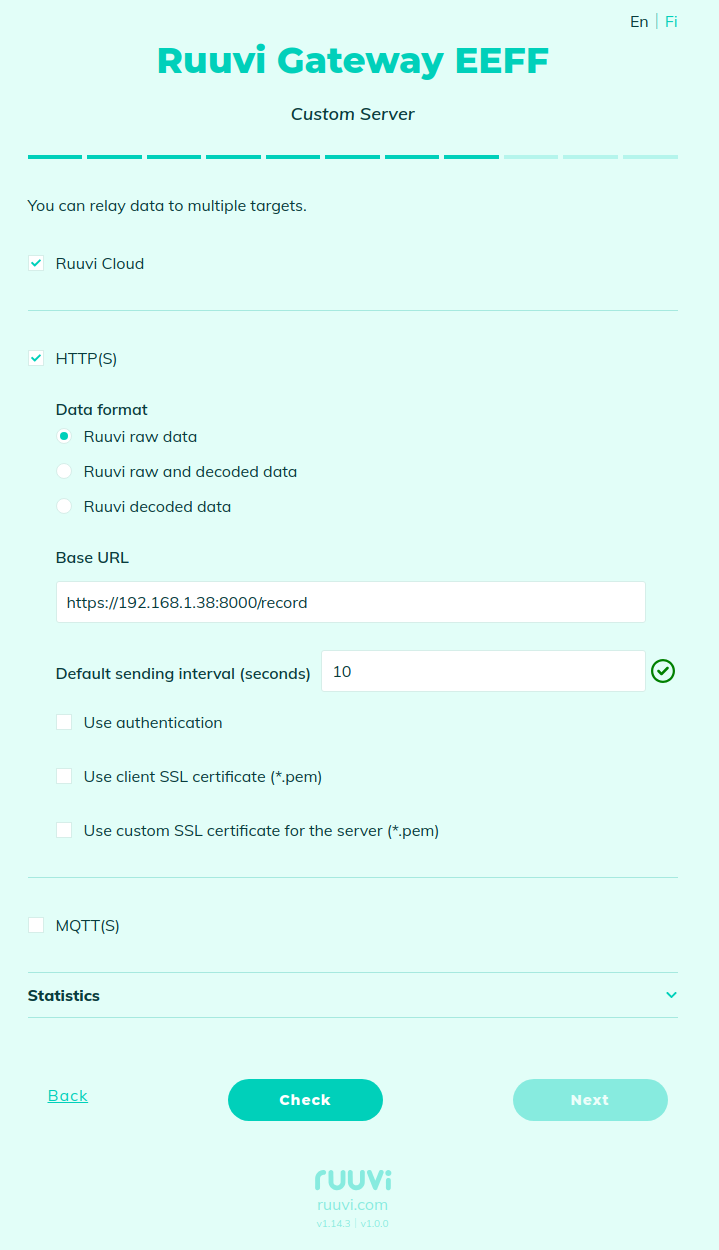 En | Fi
Ruuvi Gateway EEFF
Custom Server
You can relay data to multiple targets.
Ruuvi Cloud
HTTP(S)
Data format
Ruuvi raw data
Ruuvi raw and decoded data
Ruuvi decoded data
Base URL
https://192.168.1.38:8000/record
Default sending interval (seconds) 10
Use authentication
Use client SSL certificate (*.pem)
Use custom SSL certificate for the server (*.pem)
MQTT(S)
Statistics
Back Check Next
ruuvi
ruuvi.com
v1.14.3 | v1.0.0